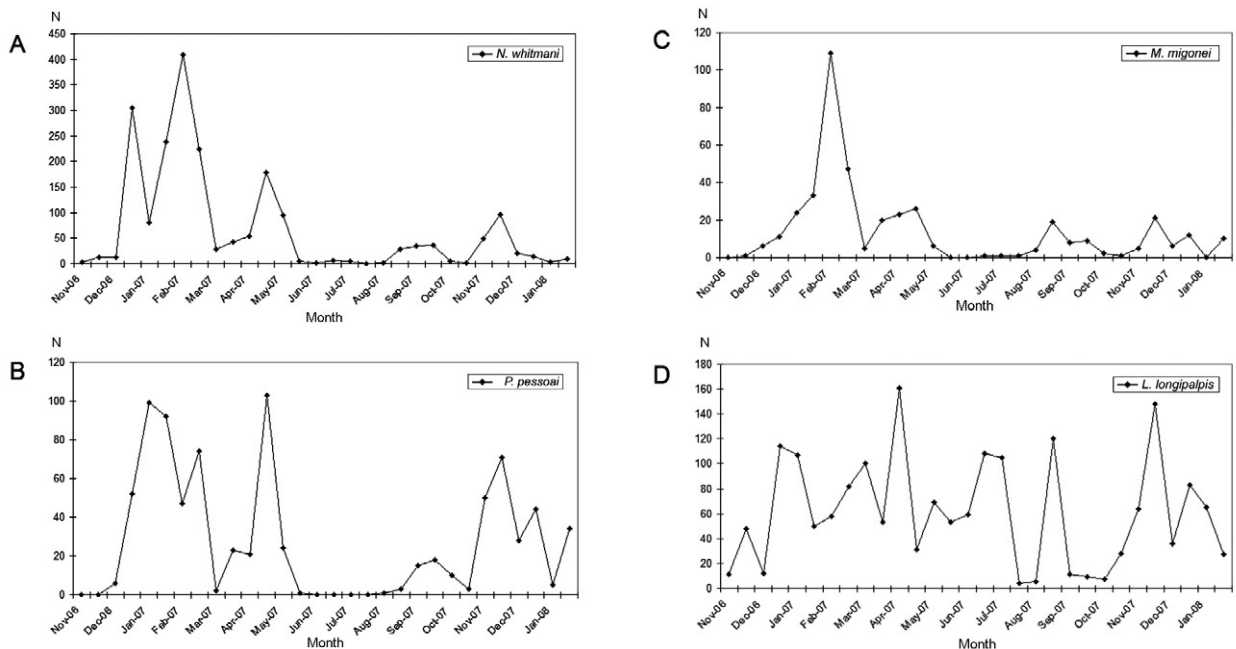 A
N
N. whitmani
450
400
350
300
250
200
150
100
50
0
Nov-06
Dec-06
Jan-07
Feb-07
Mar-07
Apr-07
May-07
Jun-07
Jul-07
Aug-07
Sep-07
Oct-07
Nov-07
Dec-07
Jan-08
Month
C
N
M. migonei
120
100
80
60
40
20
0
Nov-06
Dec-06
Jan-07
Feb-07
Mar-07
Apr-07
May-07
Jun-07
Jul-07
Aug-07
Sep-07
Oct-07
Nov-07
Dec-07
Jan-08
Month
B
N
P. pessoai
120
100
80
60
40
20
0
Nov-06
Dec-06
Jan-07
Feb-07
Mar-07
Apr-07
May-07
Jun-07
Jul-07
Aug-07
Sep-07
Oct-07
Nov-07
Dec-07
Jan-08
Month
D
N
L. longipalpis
180
160
140
120
100
80
60
40
20
0
Nov-06
Dec-06
Jan-07
Feb-07
Mar-07
Apr-07
May-07
Jun-07
Jul-07
Aug-07
Sep-07
Oct-07
Nov-07
Dec-07
Jan-08
Month